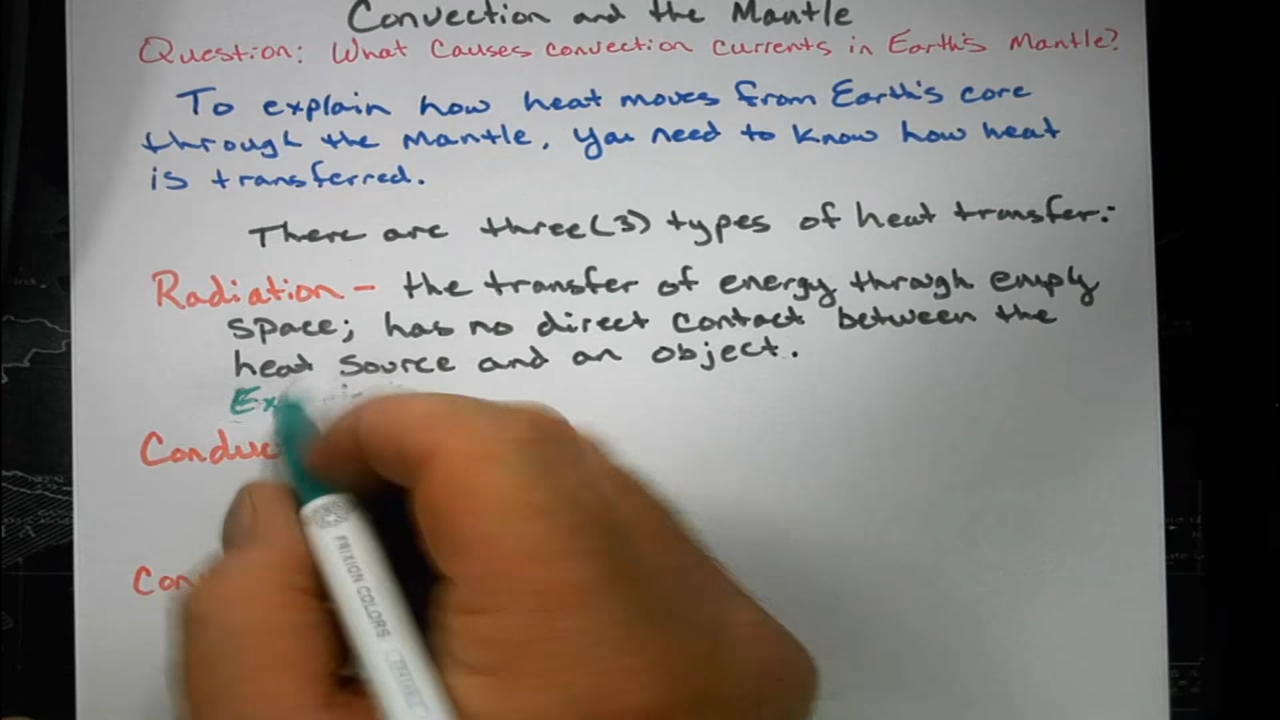 Convection and the Mantle
Question: What Causes convection currents in Earth's Mantle?
To explain how heat moves from Earth's core
through the Mantle, you need to know how heat
is transferred.
There are three (3) types of heat transfer:
Radiation - the transfer of energy through empty
space; has no direct contact between the
heat source and an object.
Ex
Conduc
Con
FRIXION COLORS